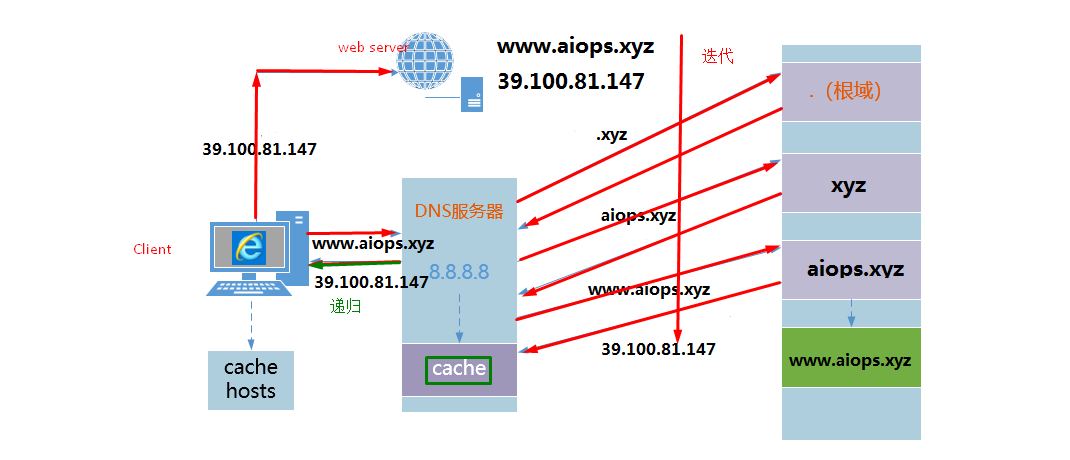 web server
www.aiops.xyz
39.100.81.147
迭代
.（根域）
.xyz
39.100.81.147
xyz
DNS服务器
aiops.xyz
Client
www.aiops.xyz
8.8.8.8
aiops.xyz
39.100.81.147
www.aiops.xyz
递归
39.100.81.147
www.aiops.xyz
cache
hosts
cache